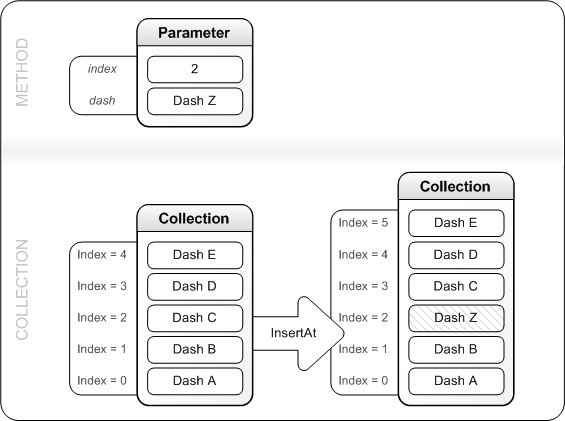 METHOD
Parameter
index 2
dash Dash Z
COLLECTION
Collection
Index = 4 Dash E
Index = 3 Dash D
Index = 2 Dash C
Index = 1 Dash B
Index = 0 Dash A
InsertAt
Collection
Index = 5 Dash E
Index = 4 Dash D
Index = 3 Dash C
Index = 2 Dash Z
Index = 1 Dash B
Index = 0 Dash A